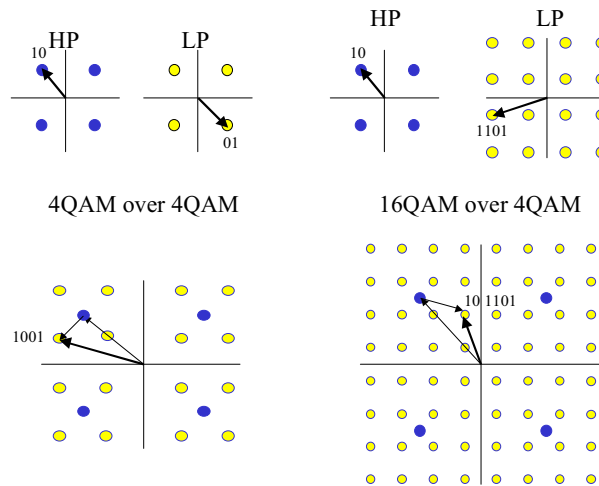 HP
LP
10
01
HP
LP
10
1101
4QAM over 4QAM
16QAM over 4QAM
1001
10 1101